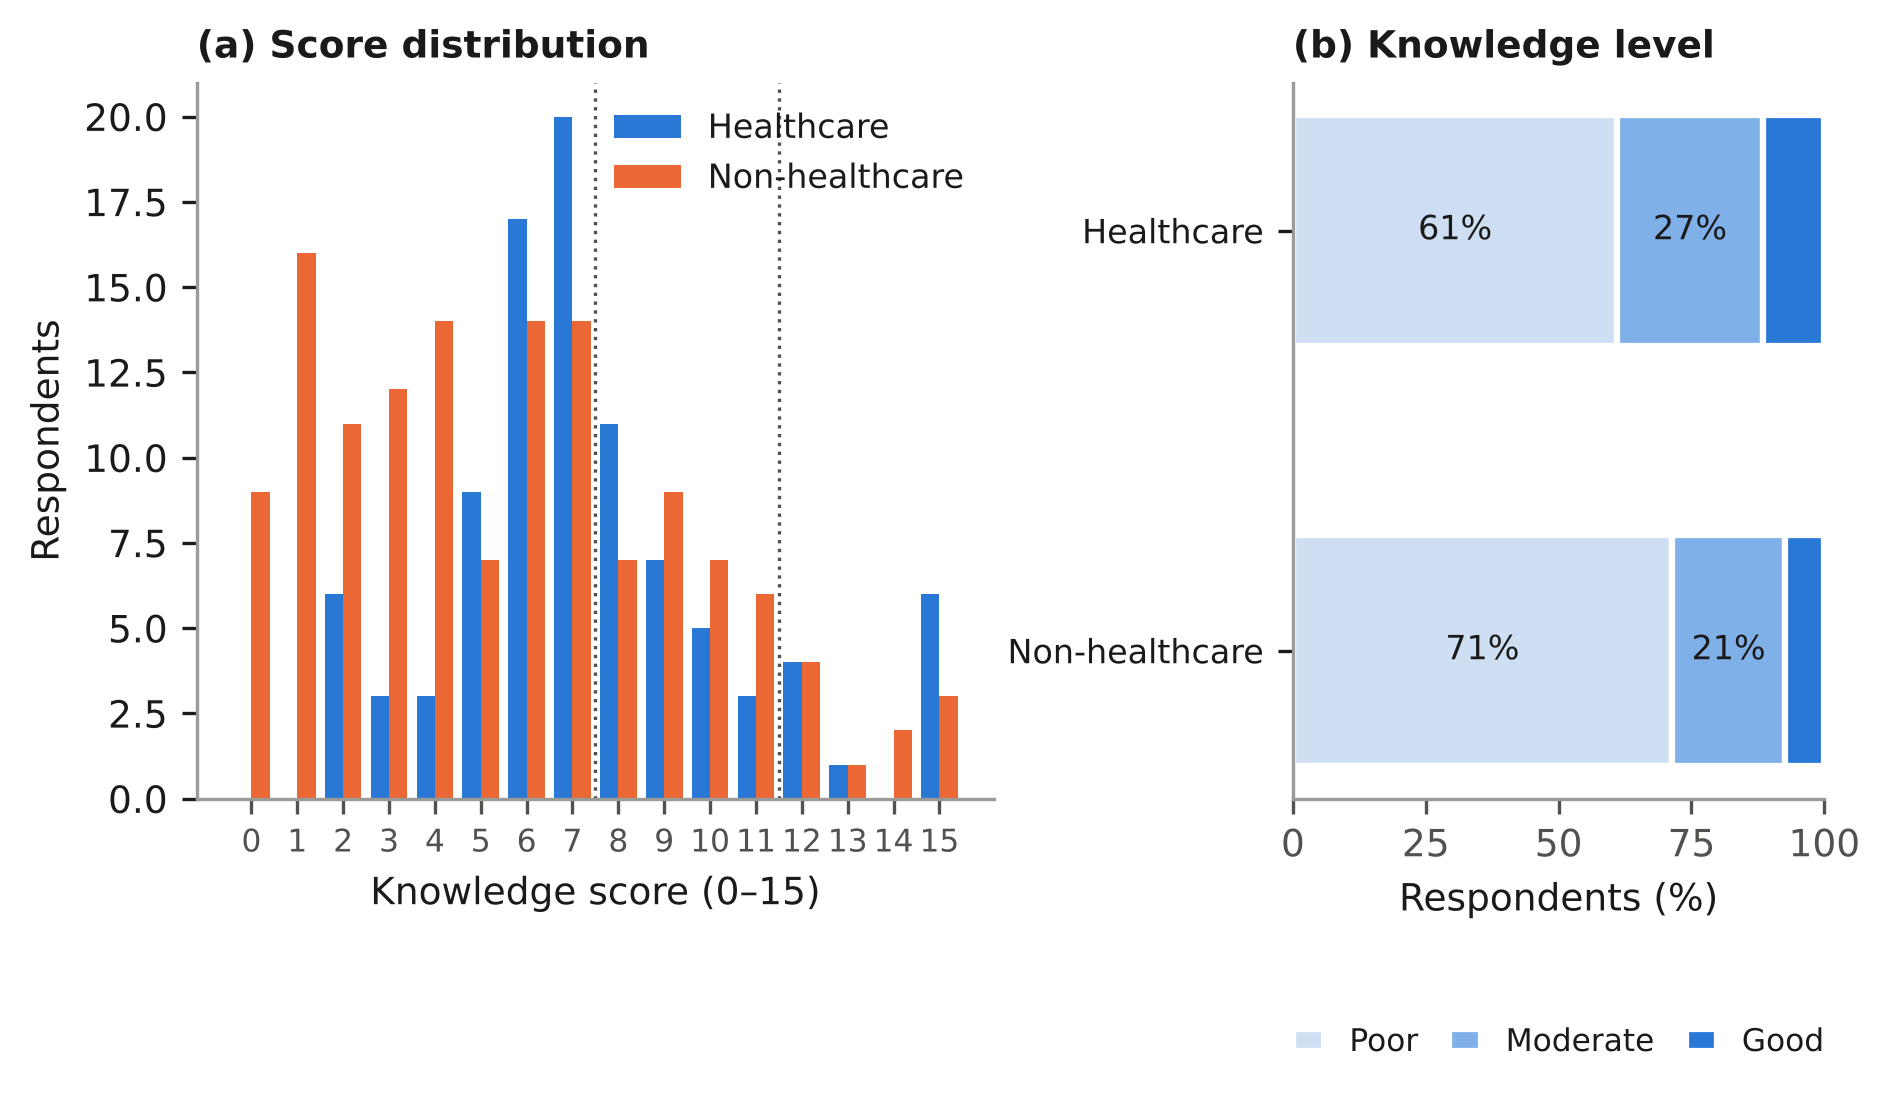 (a) Score distribution
20.0
17.5
15.0
12.5
10.0
7.5
5.0
2.5
0.0
Respondents
Healthcare
Non-healthcare
0 1 2 3 4 5 6 7 8 9 10 11 12 13 14 15
Knowledge score (0–15)
(b) Knowledge level
Healthcare
61% 27%
Non-healthcare
71% 21%
0 25 50 75 100
Respondents (%)
Poor Moderate Good